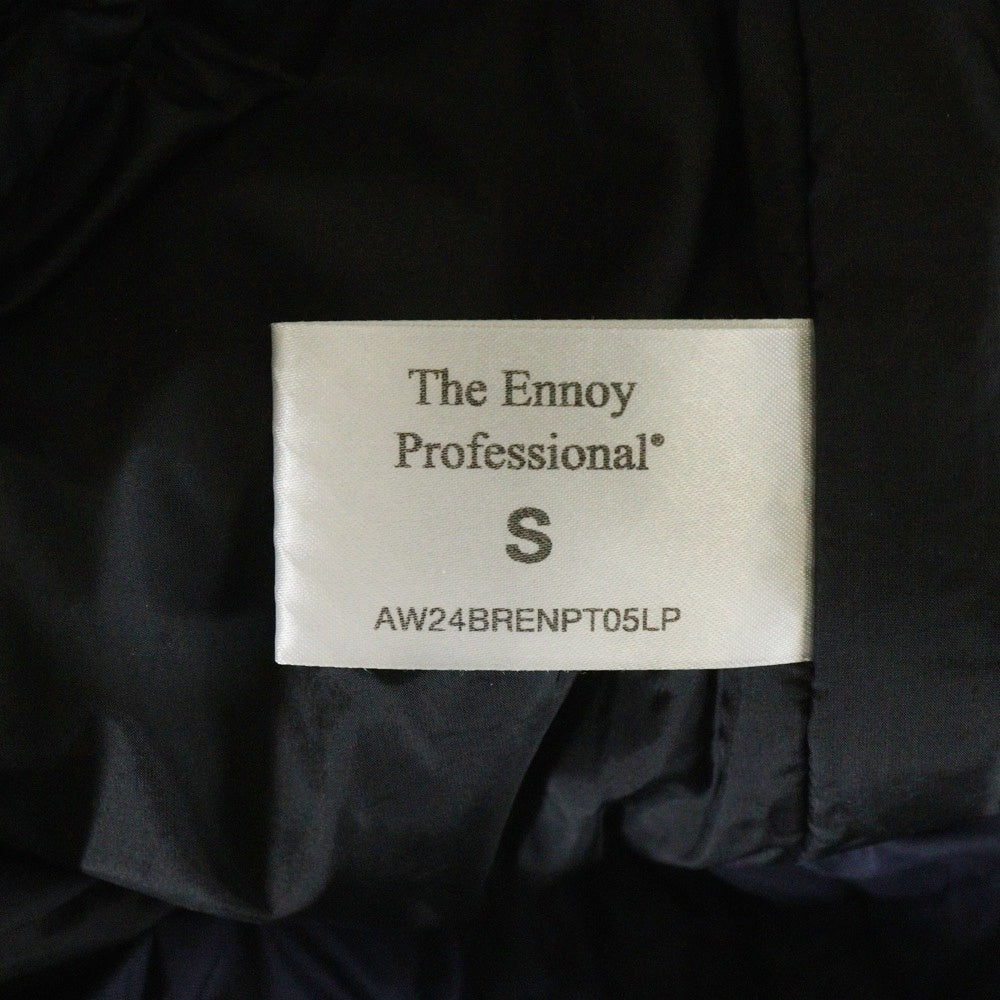 The Ennoy
Professional®
S
AW24BRENPT05LP